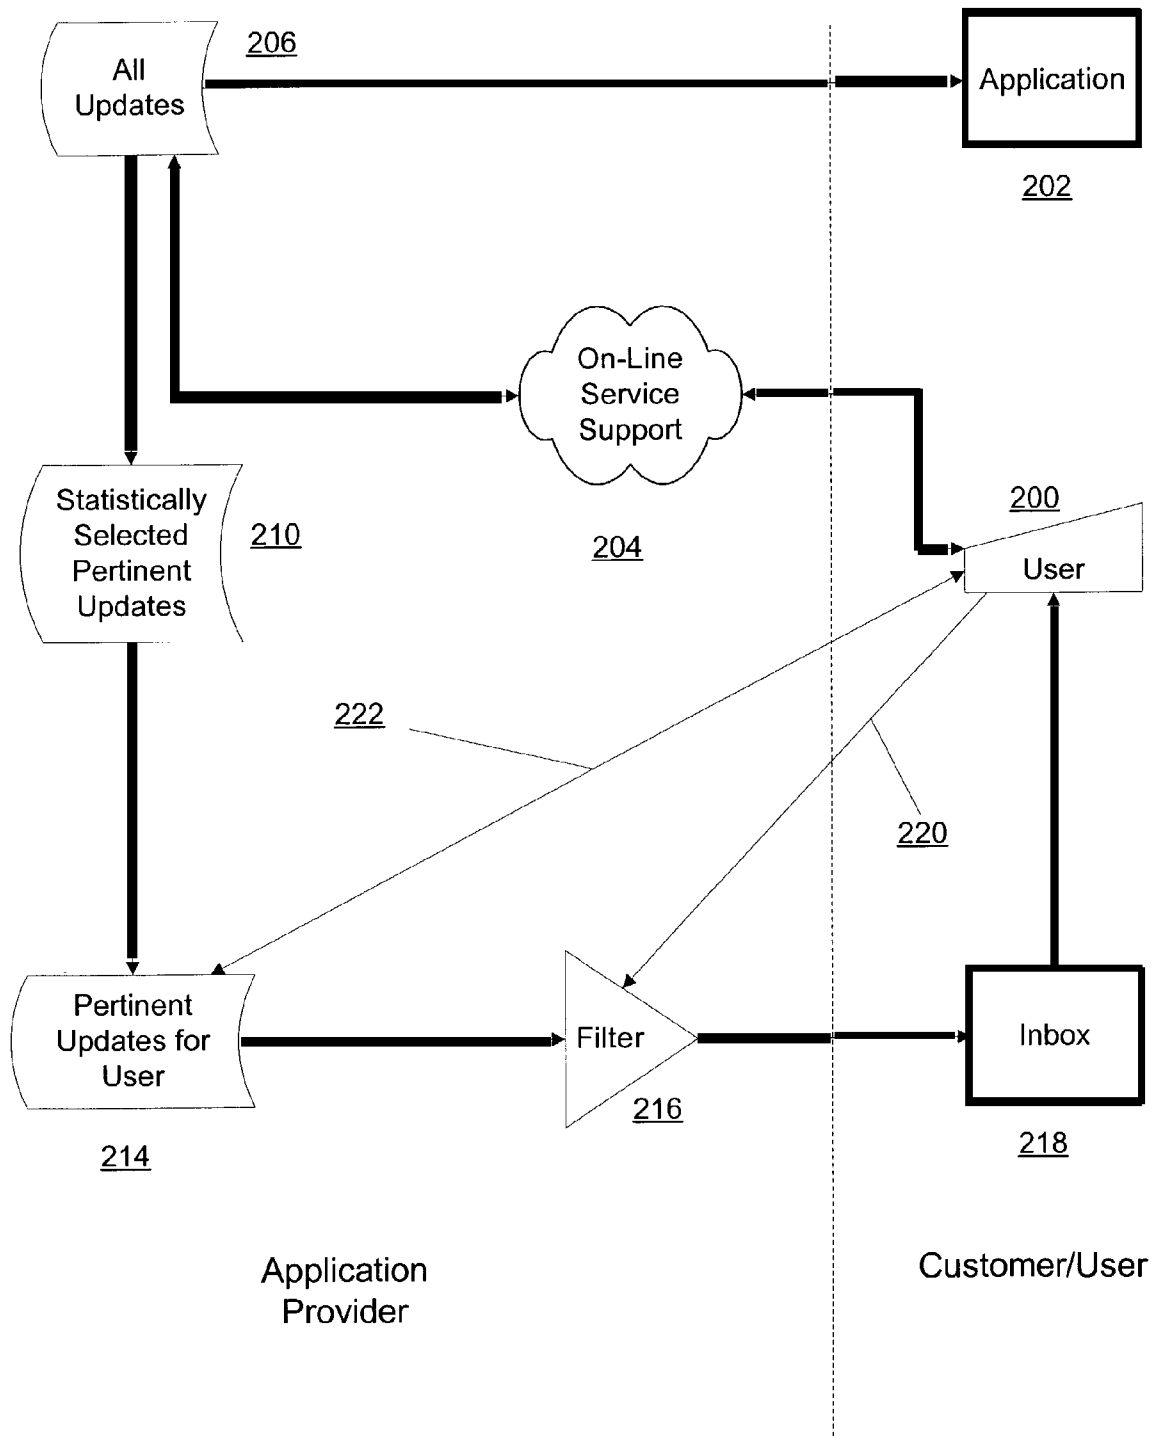 206
All
Updates
Application
202
On-Line
Service
Support
204
200
User
Statistically
Selected
Pertinent
Updates
210
222
220
Pertinent
Updates for
User
214
Filter
216
Inbox
218
Application
Provider
Customer/User